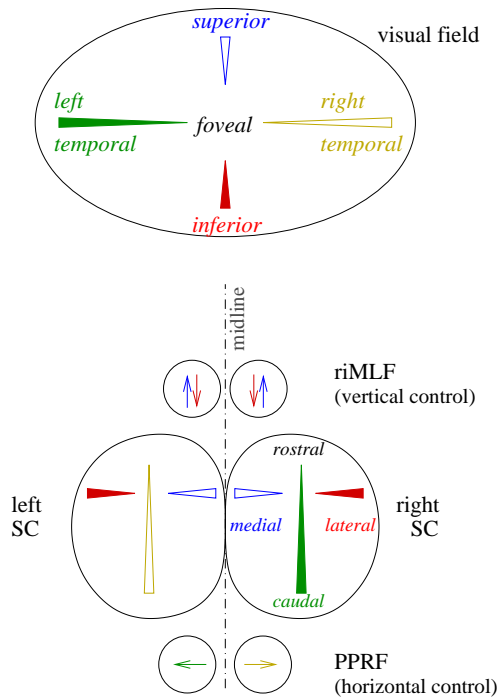 superior
visual field
left
right
foveal
temporal
temporal
inferior
midline
riMLF
(vertical control)
rostral
left
SC
right
SC
medial
lateral
caudal
PPRF
(horizontal control)